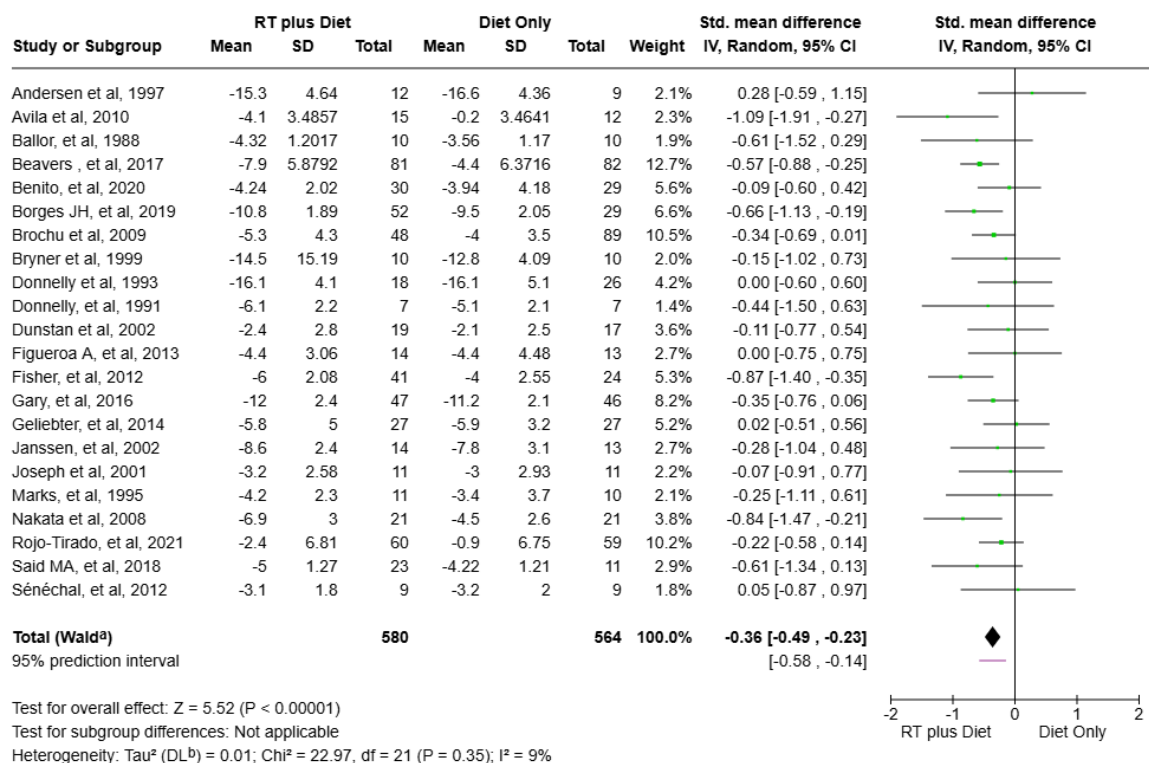 RT plus Diet Diet Only Std. mean difference Std. mean difference
Study or Subgroup Mean SD Total Mean SD Total Weight IV, Random, 95% CI IV, Random, 95% CI
Andersen et al, 1997 -15.3 4.64 12 -16.6 4.36 9 2.1% 0.28 [-0.59 , 1.15]
Avila et al, 2010 -4.1 3.4857 15 -0.2 3.4641 12 2.3% -1.09 [-1.91 , -0.27]
Ballor, et al, 1988 -4.32 1.2017 10 -3.56 1.17 10 1.9% -0.61 [-1.52 , 0.29]
Beavers , et al, 2017 -7.9 5.8792 81 -4.4 6.3716 82 12.7% -0.57 [-0.88 , -0.25]
Benito, et al, 2020 -4.24 2.02 30 -3.94 4.18 29 5.6% -0.09 [-0.60 , 0.42]
Borges JH, et al, 2019 -10.8 1.89 52 -9.5 2.05 29 6.6% -0.66 [-1.13 , -0.19]
Brochu et al, 2009 -5.3 4.3 48 -4 3.5 89 10.5% -0.34 [-0.69 , 0.01]
Bryner et al, 1999 -14.5 15.19 10 -12.8 4.09 10 2.0% -0.15 [-1.02 , 0.73]
Donnelly et al, 1993 -16.1 4.1 18 -16.1 5.1 26 4.2% 0.00 [-0.60 , 0.60]
Donnelly, et al, 1991 -6.1 2.2 7 -5.1 2.1 7 1.4% -0.44 [-1.50 , 0.63]
Dunstan et al, 2002 -2.4 2.8 19 -2.1 2.5 17 3.6% -0.11 [-0.77 , 0.54]
Figueroa A, et al, 2013 -4.4 3.06 14 -4.4 4.48 13 2.7% 0.00 [-0.75 , 0.75]
Fisher, et al, 2012 -6 2.08 41 -4 2.55 24 5.3% -0.87 [-1.40 , -0.35]
Gary, et al, 2016 -12 2.4 47 -11.2 2.1 46 8.2% -0.35 [-0.76 , 0.06]
Geliebter, et al, 2014 -5.8 5 27 -5.9 3.2 27 5.2% 0.02 [-0.51 , 0.56]
Janssen, et al, 2002 -8.6 2.4 14 -7.8 3.1 13 2.7% -0.28 [-1.04 , 0.48]
Joseph et al, 2001 -3.2 2.58 11 -3 2.93 11 2.2% -0.07 [-0.91 , 0.77]
Marks, et al, 1995 -4.2 2.3 11 -3.4 3.7 10 2.1% -0.25 [-1.11 , 0.61]
Nakata et al, 2008 -6.9 3 21 -4.5 2.6 21 3.8% -0.84 [-1.47 , -0.21]
Rojo-Tirado, et al, 2021 -2.4 6.81 60 -0.9 6.75 59 10.2% -0.22 [-0.58 , 0.14]
Said MA, et al, 2018 -5 1.27 23 -4.22 1.21 11 2.9% -0.61 [-1.34 , 0.13]
Sénéchal, et al, 2012 -3.1 1.8 9 -3.2 2 9 1.8% 0.05 [-0.87 , 0.97]
Total (Waldᵃ) 580 564 100.0% -0.36 [-0.49 , -0.23]
95% prediction interval [-0.58 , -0.14]
Test for overall effect: Z = 5.52 (P < 0.00001)
Test for subgroup differences: Not applicable
Heterogeneity: Tau² (DLᵇ) = 0.01; Chi² = 22.97, df = 21 (P = 0.35); I² = 9%
-2 -1 0 1 2
RT plus Diet Diet Only